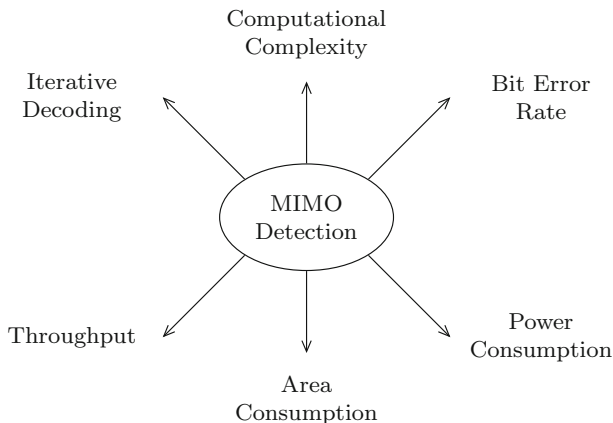 Computational
Complexity
Iterative
Decoding
Bit Error
Rate
MIMO
Detection
Throughput
Power
Consumption
Area
Consumption